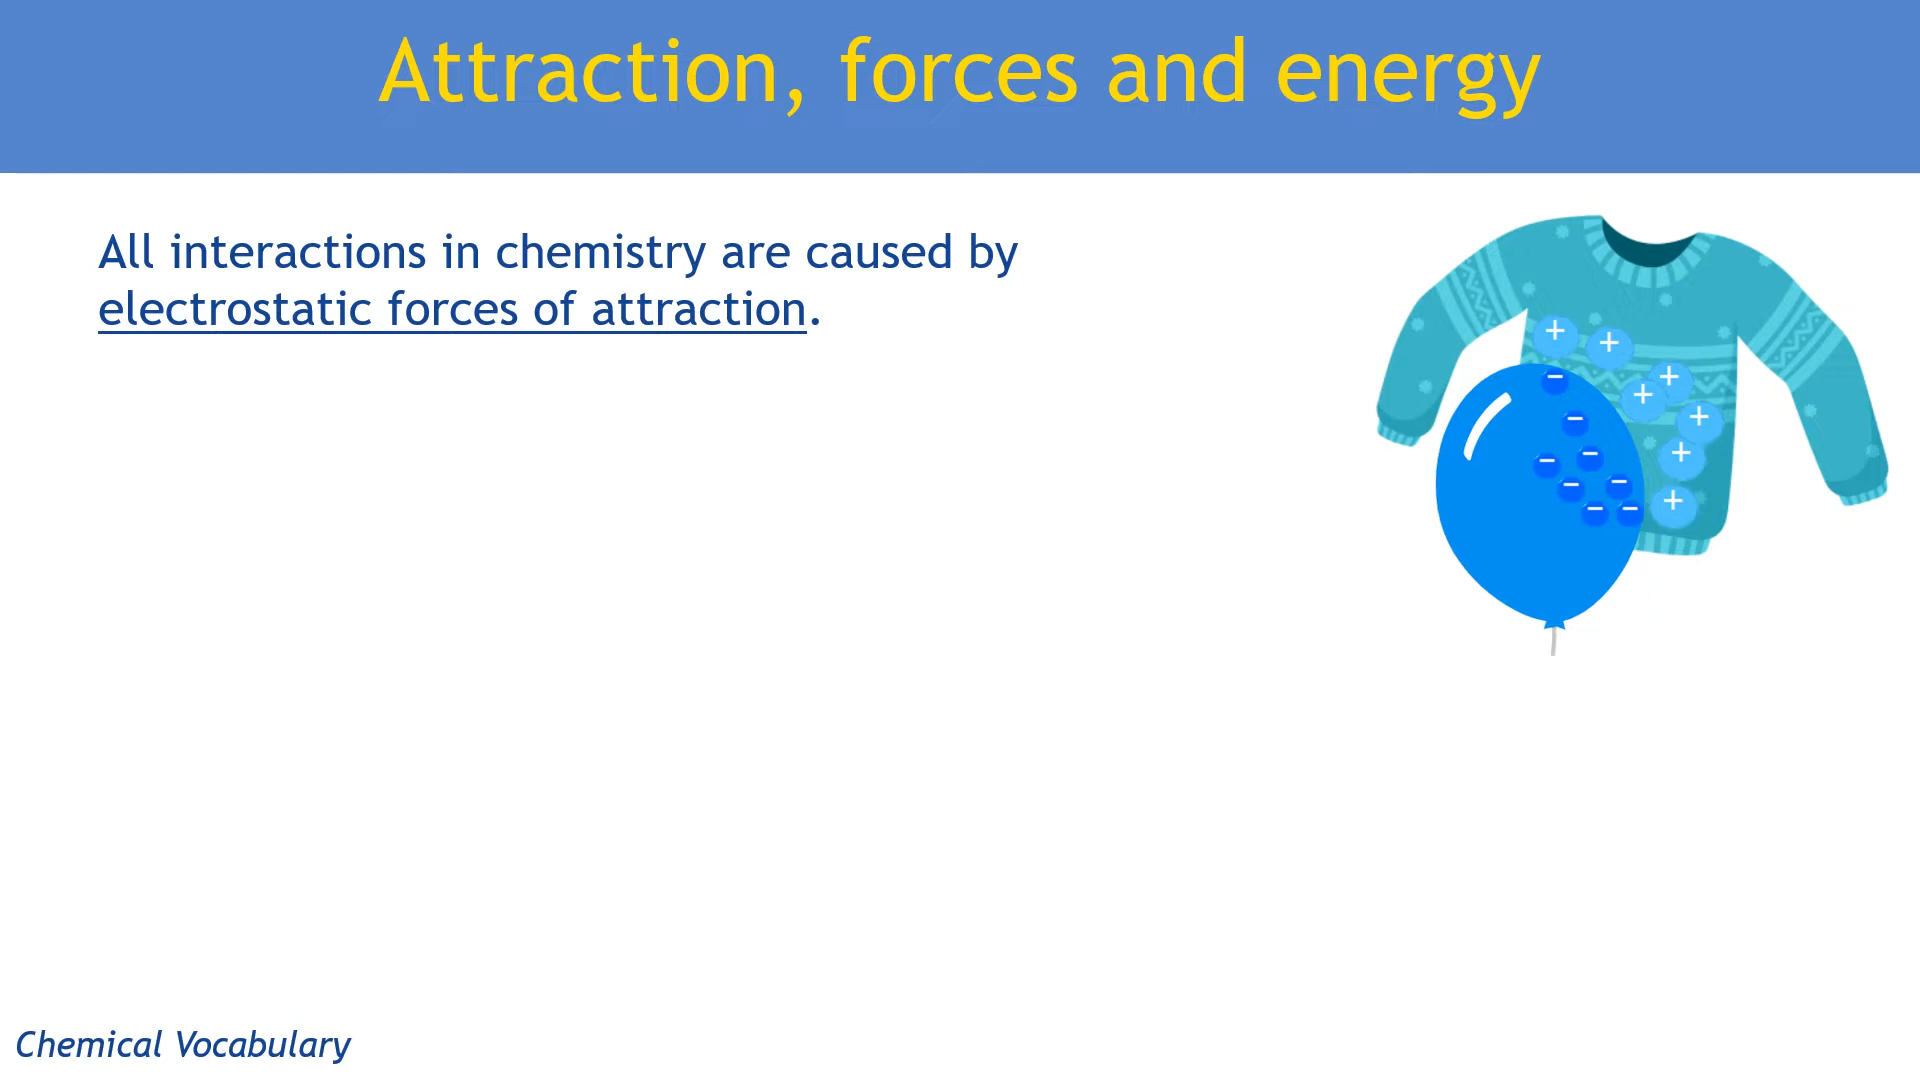 Attraction, forces and energy
All interactions in chemistry are caused by
electrostatic forces of attraction.
+ +
+ +
+
+
+
−
−
− −
− −
− −
Chemical Vocabulary